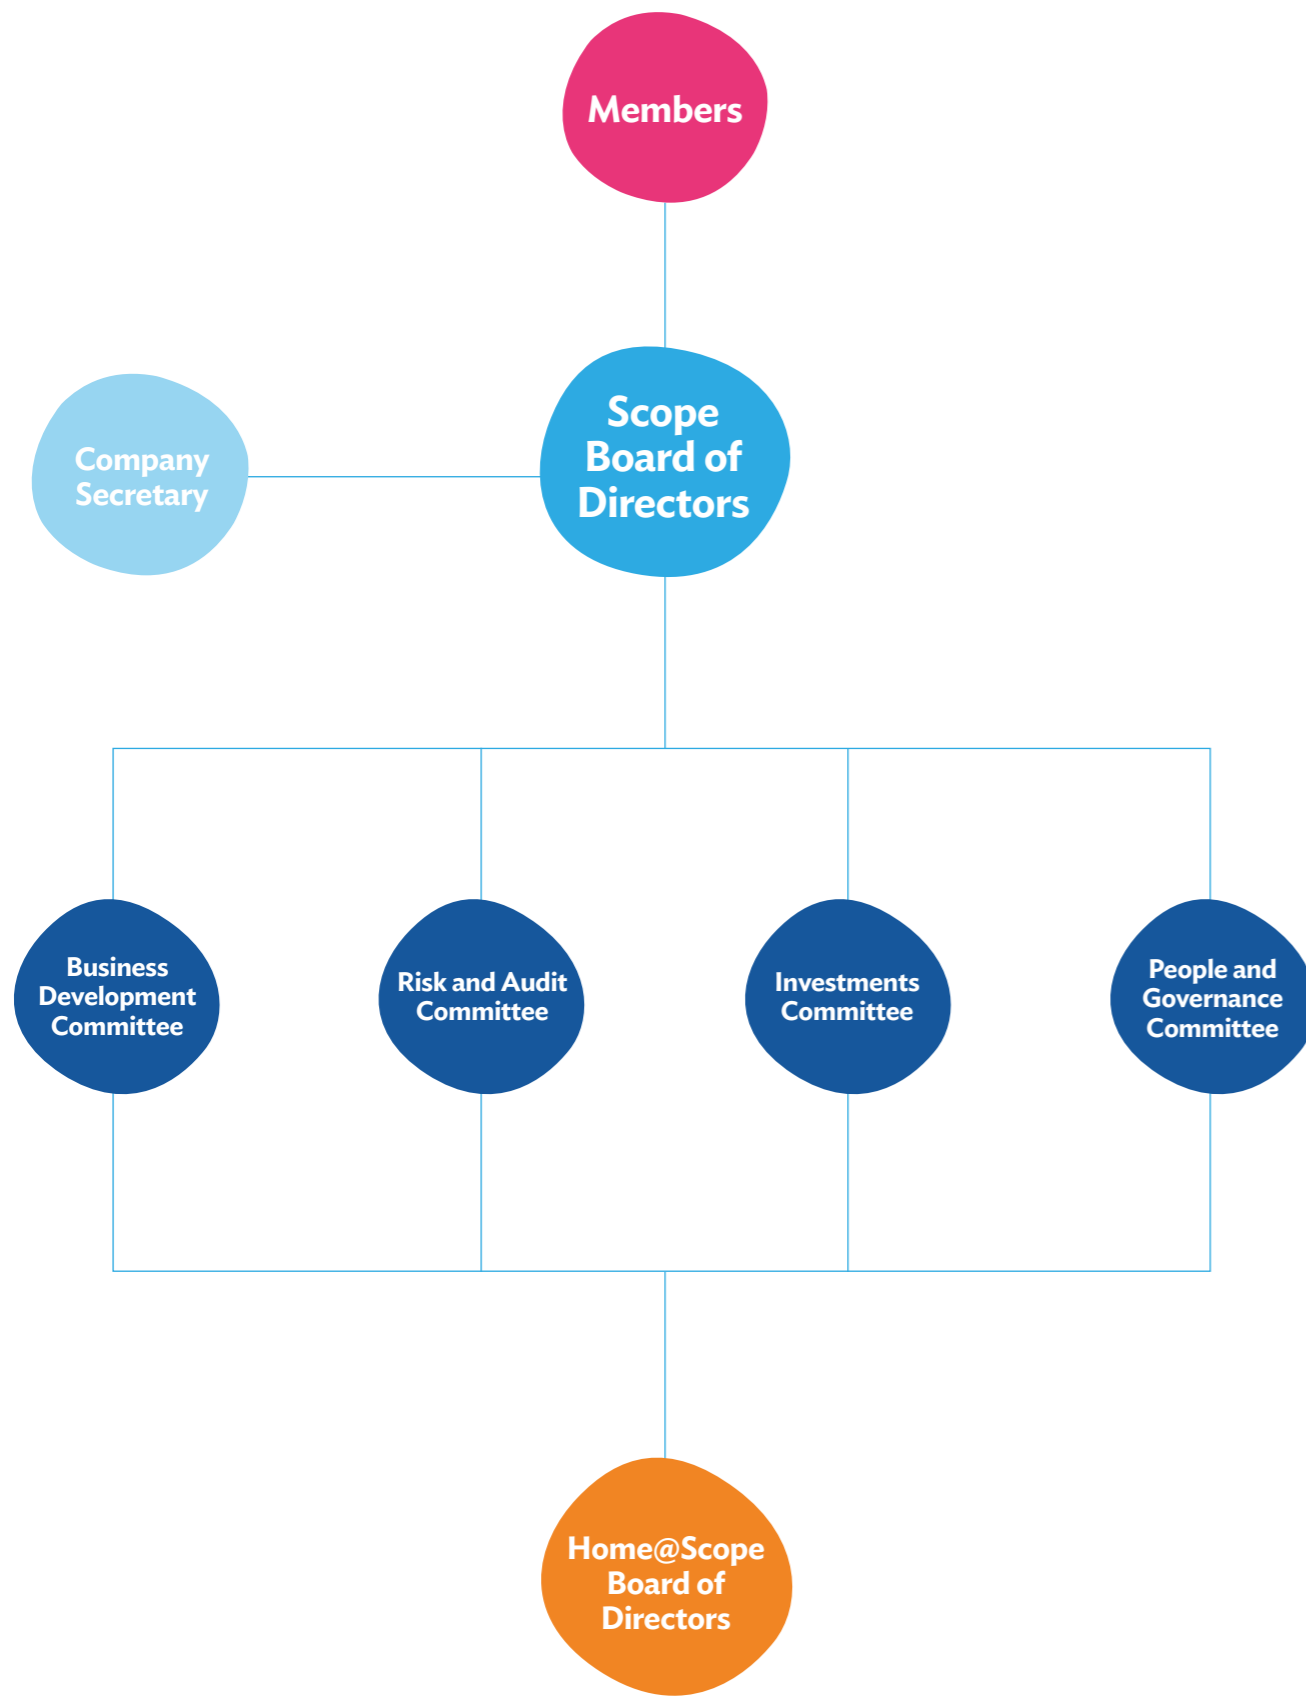 Members
Scope
Board of
Directors
Company
Secretary
Business
Development
Committee
Risk and Audit
Committee
Investments
Committee
People and
Governance
Committee
Home@Scope
Board of
Directors